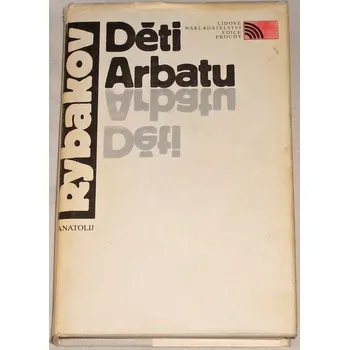 Děti
Arbatu
Arbatu
Děti
LIDOVÉ
NAKLADATELSTVÍ
EDICE
PROUDY
Rybakov
ANATOLIJ